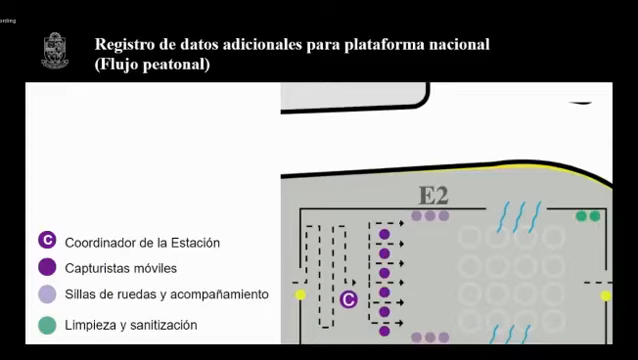 ording
Registro de datos adicionales para plataforma nacional
(Flujo peatonal)
E2
C Coordinador de la Estación
Capturistas móviles
Sillas de ruedas y acompañamiento
Limpieza y sanitización
C